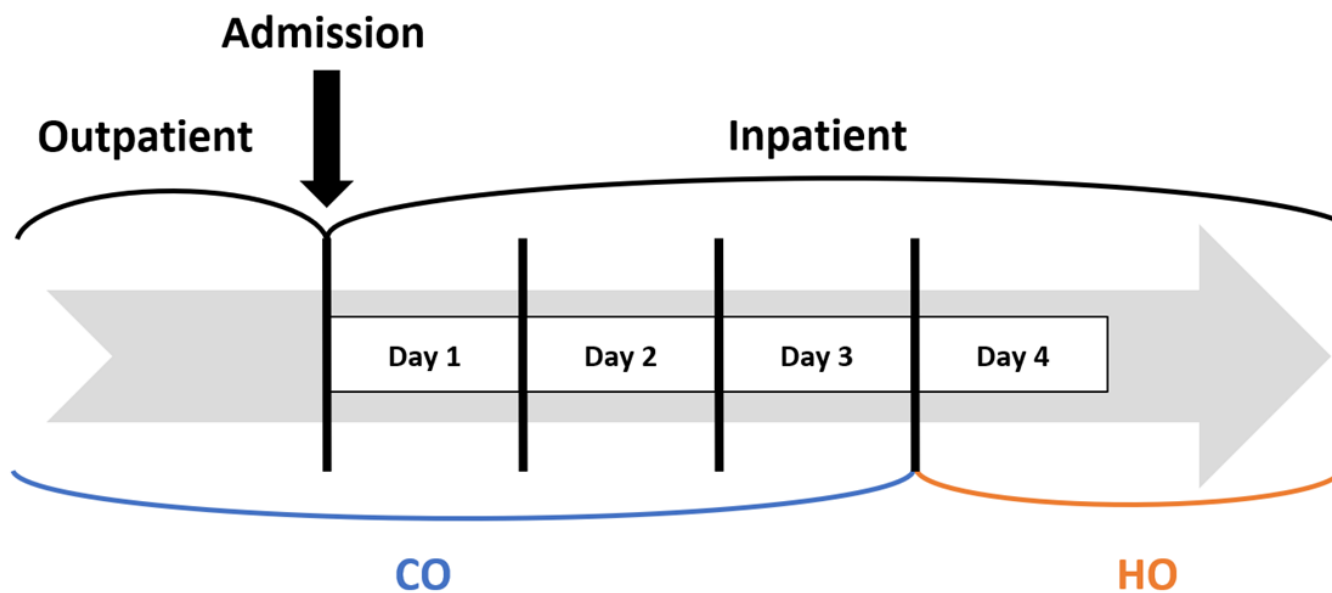 Admission
Outpatient
Inpatient
Day 1
Day 2
Day 3
Day 4
CO
HO